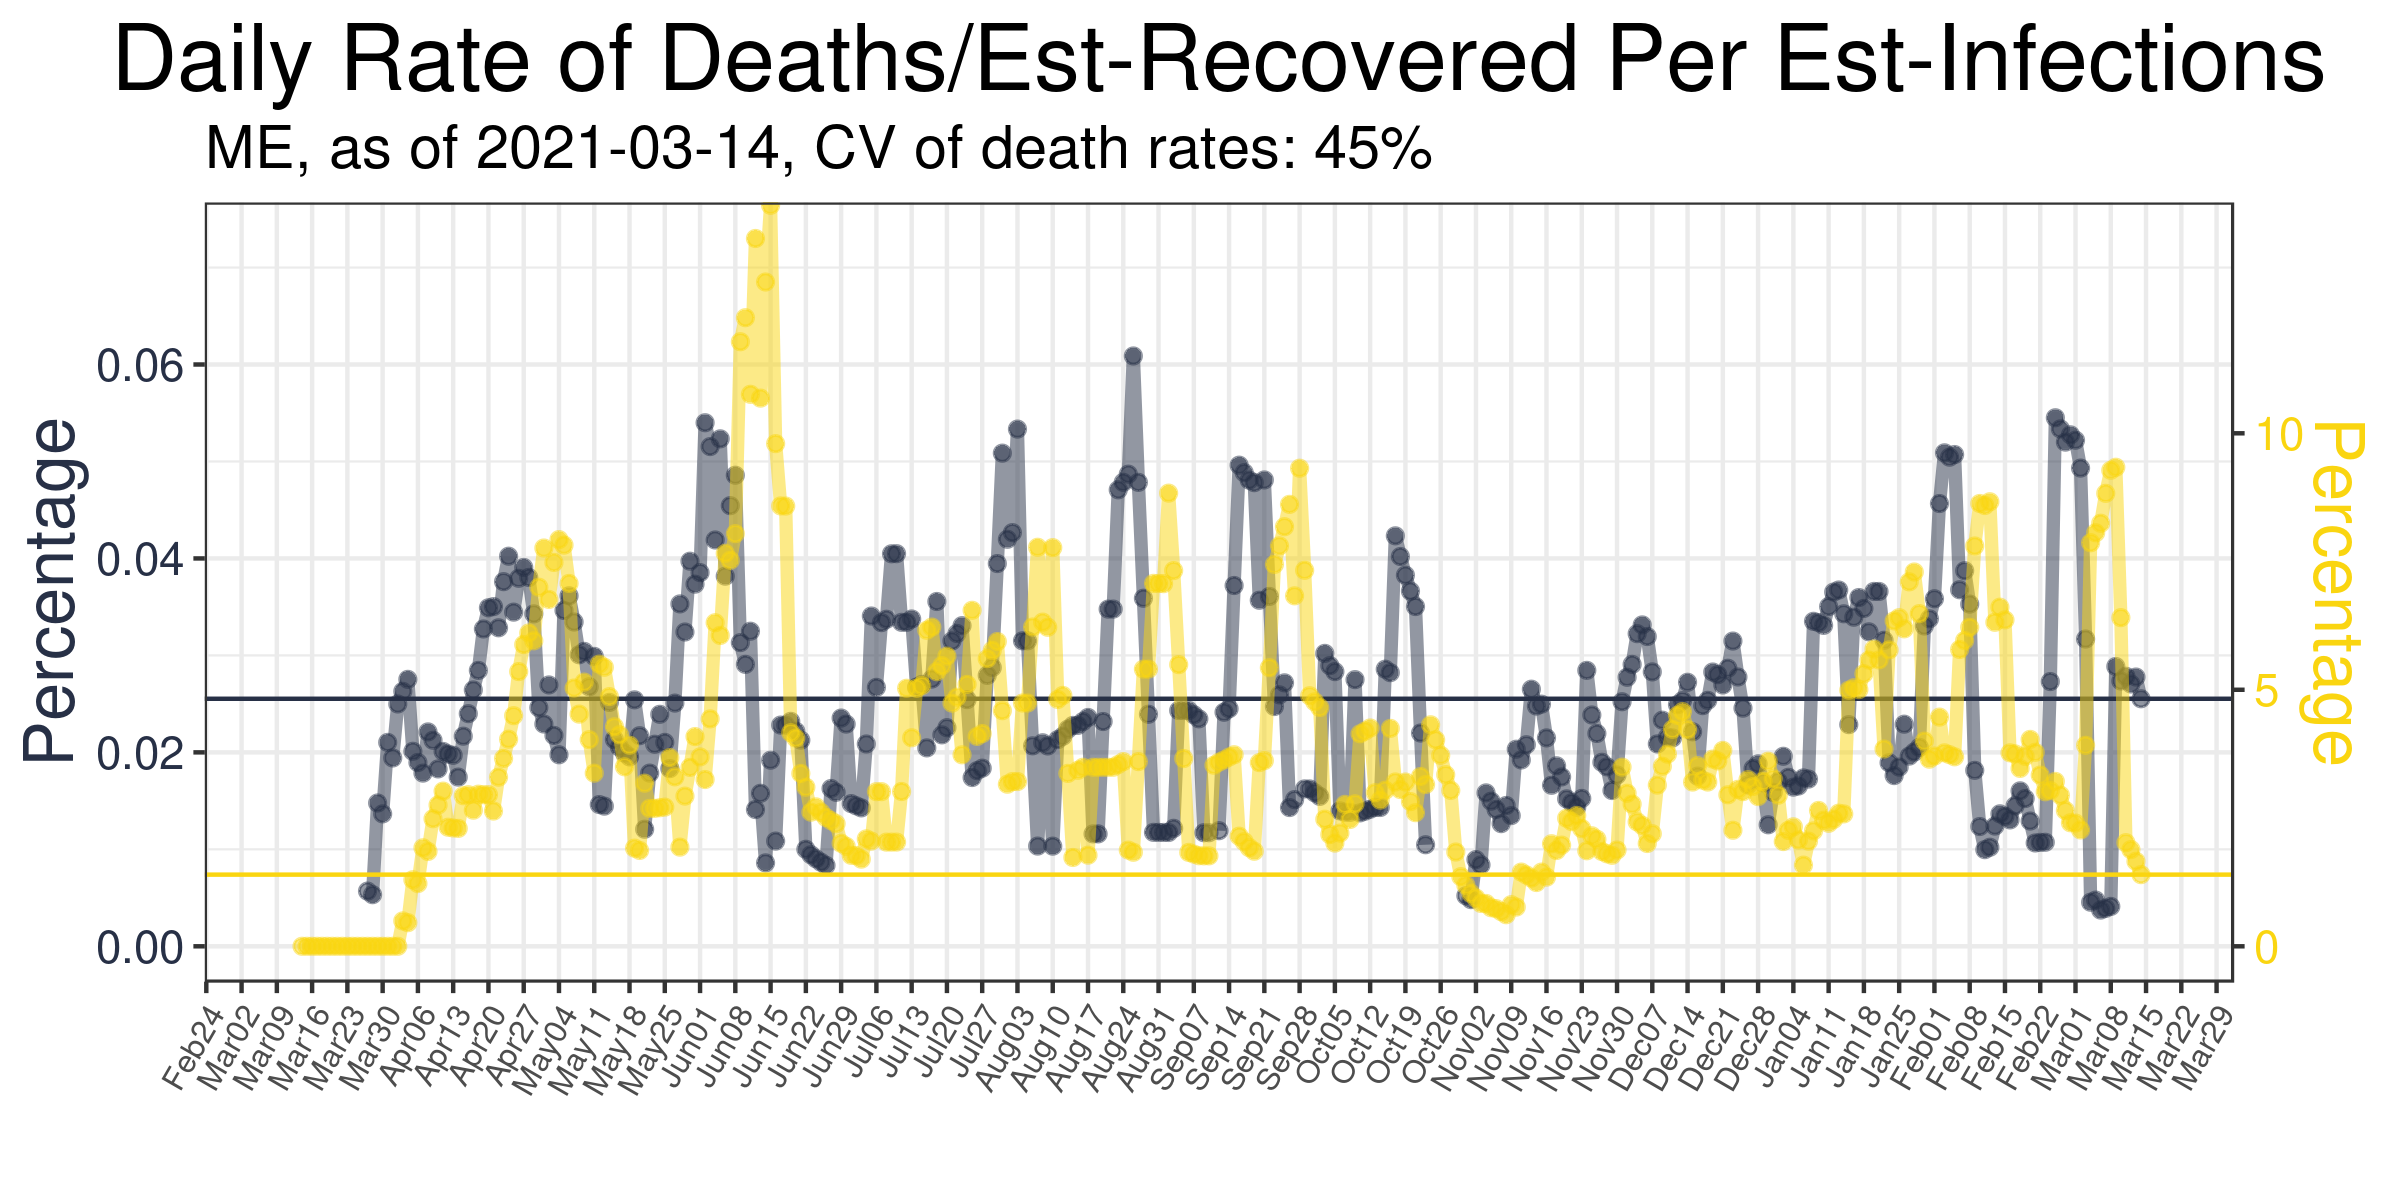 Daily Rate of Deaths/Est-Recovered Per Est-Infections
ME, as of 2021-03-14, CV of death rates: 45%
Percentage
0.06
0.04
0.02
0.00
10
5
0
Percentage
Feb24
Mar02
Mar09
Mar16
Mar23
Mar30
Apr06
Apr13
Apr20
Apr27
May04
May11
May18
May25
Jun01
Jun08
Jun15
Jun22
Jun29
Jul06
Jul13
Jul20
Jul27
Aug03
Aug10
Aug17
Aug24
Aug31
Sep07
Sep14
Sep21
Sep28
Oct05
Oct12
Oct19
Oct26
Nov02
Nov09
Nov16
Nov23
Nov30
Dec07
Dec14
Dec21
Dec28
Jan04
Jan11
Jan18
Jan25
Feb01
Feb08
Feb15
Feb22
Mar01
Mar08
Mar15
Mar22
Mar29